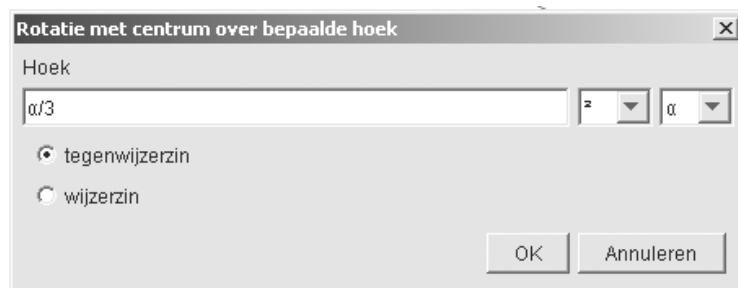 Rotatie met centrum over bepaalde hoek
Hoek
α/3 ² α
tegenwijzerzin
wijzerzin
OK Annuleren